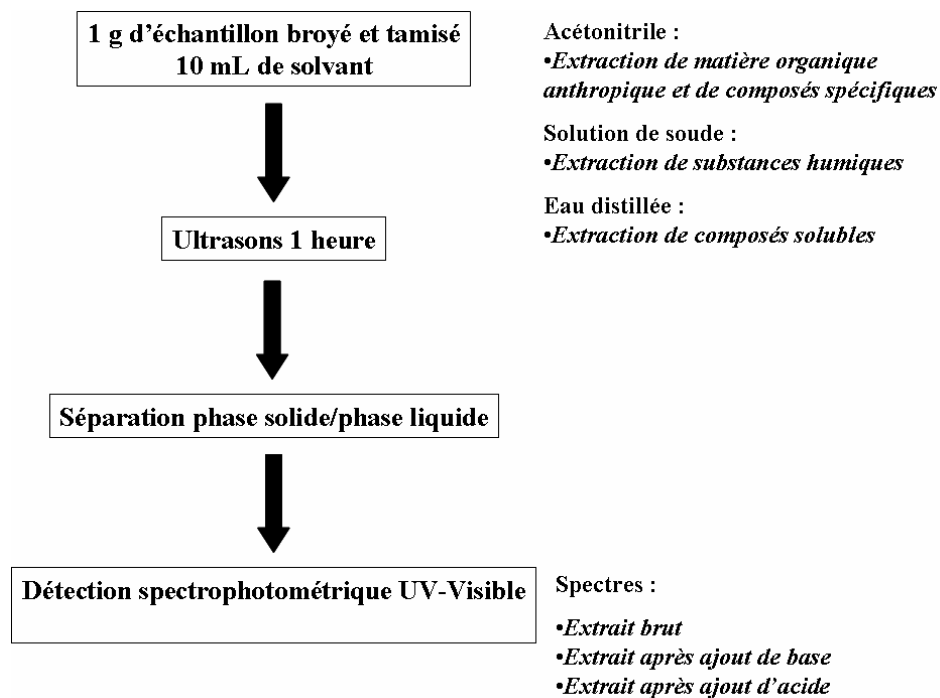 1 g d'échantillon broyé et tamisé
10 mL de solvant
Acétonitrile :
•Extraction de matière organique
anthropique et de composés spécifiques
Solution de soude :
•Extraction de substances humiques
Eau distillée :
•Extraction de composés solubles
Ultrasons 1 heure
Séparation phase solide/phase liquide
Détection spectrophotométrique UV-Visible
Spectres :
•Extrait brut
•Extrait après ajout de base
•Extrait après ajout d'acide